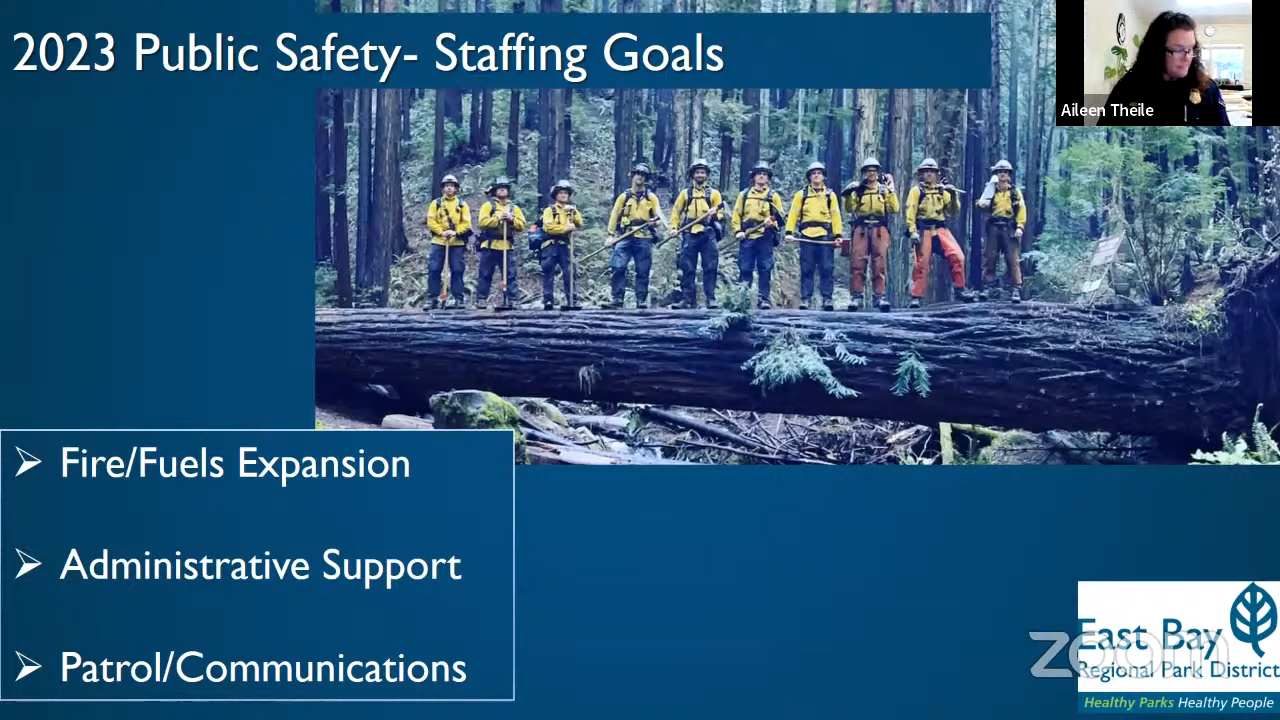 2023 Public Safety- Staffing Goals
Aileen Theile
➢ Fire/Fuels Expansion
➢ Administrative Support
➢ Patrol/Communications
East Bay
Regional Park District
zoom
Healthy Parks Healthy People